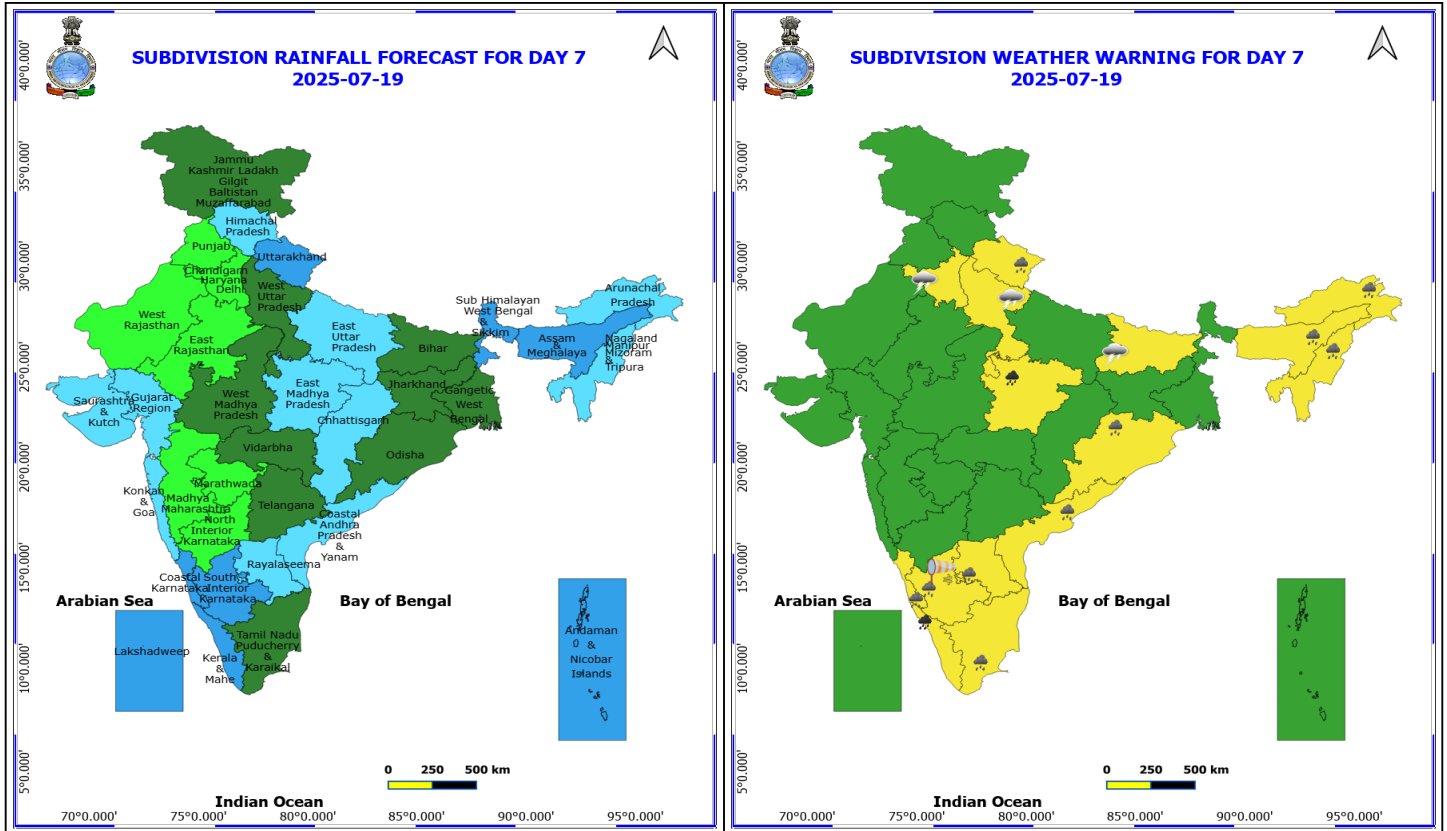 SUBDIVISION RAINFALL FORECAST FOR DAY 7
2025-07-19
40°0.000'
35°0.000'
30°0.000'
25°0.000'
20°0.000'
15°0.000'
10°0.000'
5°0.000'
Jammu
Kashmir Ladakh
Gilgit
Baltistan
Muzaffarabad
Himachal
Pradesh
Punjab
Uttarakhand
Chandigarh
Haryana
Delhi
West
Uttar
Pradesh
West
Rajasthan
East
Rajasthan
East
Uttar
Pradesh
Sub Himalayan
West Bengal
&
Sikkim
Arunachal
Pradesh
Assam
&
Meghalaya
Nagaland
Manipur
Mizoram
&
Tripura
Bihar
Jharkhand
Gangetic
West
Bengal
Saurashtra
&
Kutch
Gujarat
Region
West
Madhya
Pradesh
East
Madhya
Pradesh
Chhattisgarh
Vidarbha
Odisha
Konkan
&
Goa
Marathwada
Madhya
Maharashtra
North
Interior
Karnataka
Telangana
Coastal
Andhra
Pradesh
&
Yanam
Rayalaseema
Coastal
Karnataka
South
Interior
Karnataka
Arabian Sea
Bay of Bengal
Lakshadweep
Kerala
&
Mahe
Tamil Nadu
Puducherry
&
Karaikal
Andaman
&
Nicobar
Islands
0 250 500 km
Indian Ocean
70°0.000' 75°0.000' 80°0.000' 85°0.000' 90°0.000' 95°0.000'
SUBDIVISION WEATHER WARNING FOR DAY 7
2025-07-19
40°0.000'
35°0.000'
30°0.000'
25°0.000'
20°0.000'
15°0.000'
10°0.000'
5°0.000'
Arabian Sea
Bay of Bengal
0 250 500 km
Indian Ocean
70°0.000' 75°0.000' 80°0.000' 85°0.000' 90°0.000' 95°0.000'